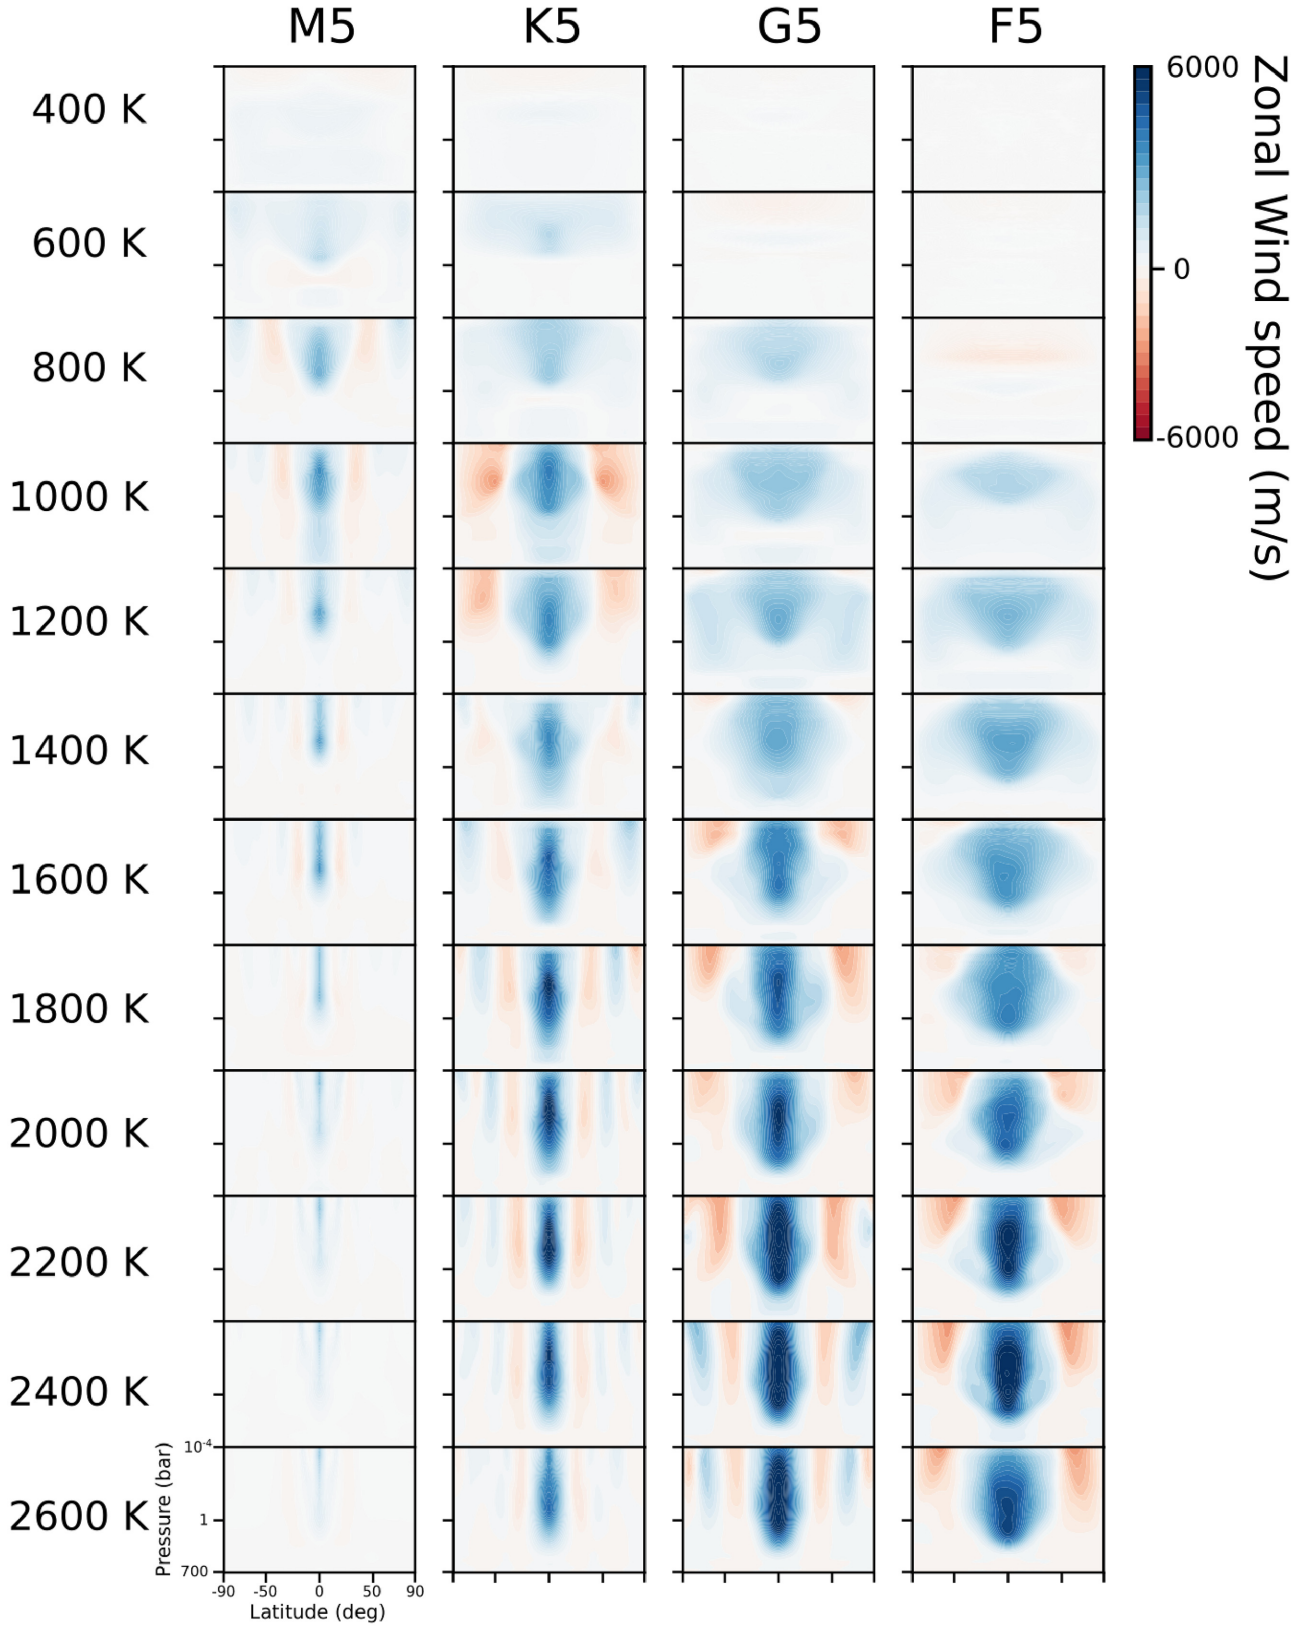 M5 K5 G5 F5
400 K
600 K
800 K
1000 K
1200 K
1400 K
1600 K
1800 K
2000 K
2200 K
2400 K
2600 K
6000
0
-6000
Zonal Wind speed (m/s)
Pressure (bar)
10-4
1
700
-90 -50 0 50 90
Latitude (deg)